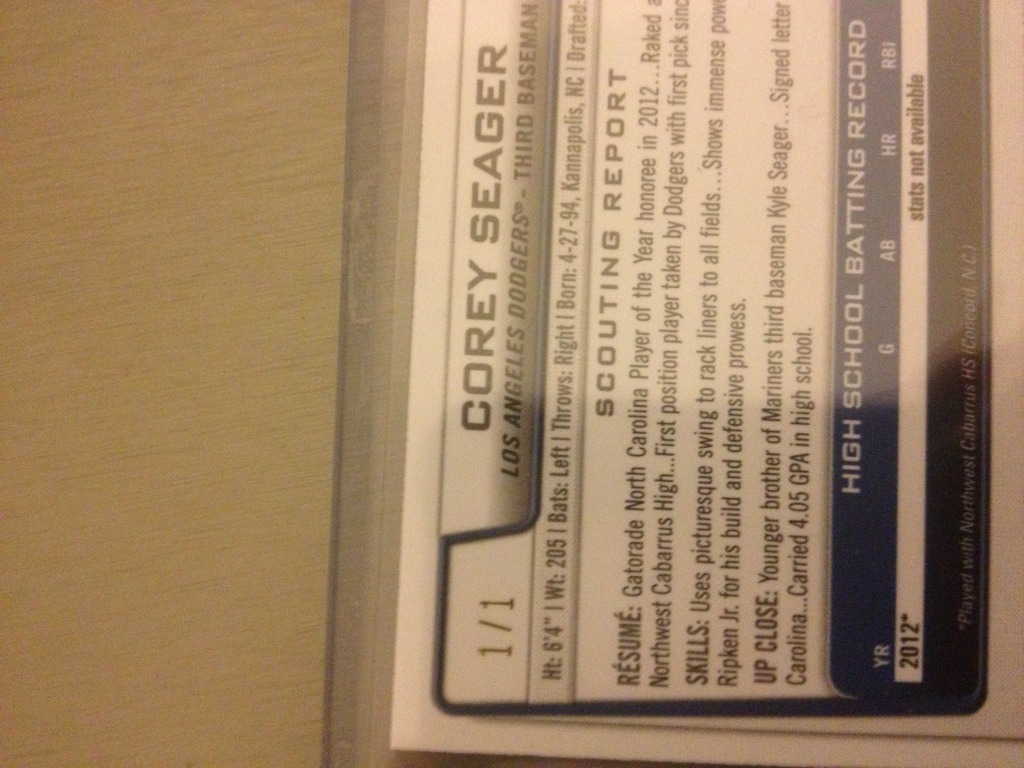 COREY SEAGER
LOS ANGELES DODGERS® - THIRD BASEMAN
1/1
Ht: 6'4" | Wt: 205 | Bats: Left | Throws: Right | Born: 4-27-94, Kannapolis, NC | Drafted:
SCOUTING REPORT
RÉSUMÉ: Gatorade North Carolina Player of the Year honoree in 2012...Raked a
Northwest Cabarrus High...First position player taken by Dodgers with first pick sinc
SKILLS: Uses picturesque swing to rack liners to all fields...Shows immense pow
Ripken Jr. for his build and defensive prowess.
UP CLOSE: Younger brother of Mariners third baseman Kyle Seager...Signed letter
Carolina...Carried 4.05 GPA in high school.
HIGH SCHOOL BATTING RECORD
YR G AB HR RBI
2012* stats not available
*Played with Northwest Cabarrus HS (Concord, N.C.)